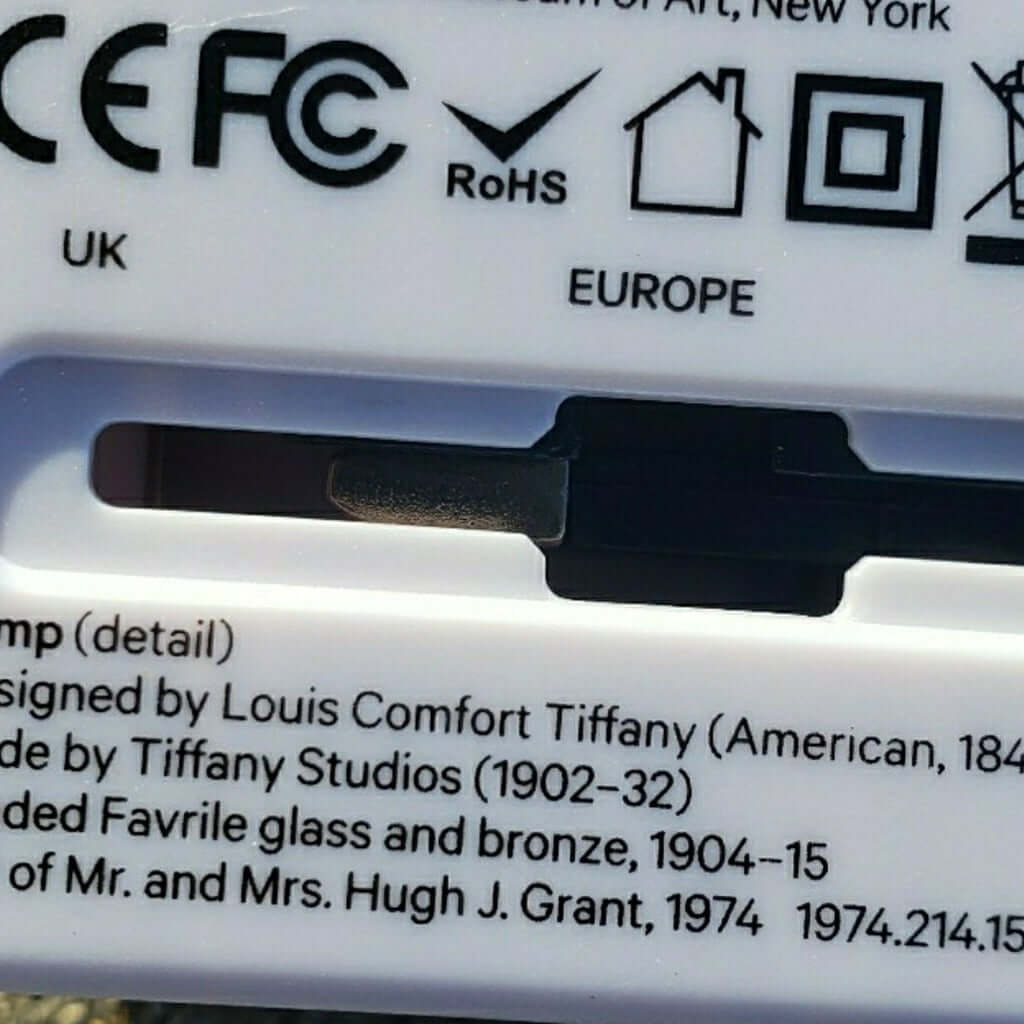 of Art, New York
CE FC RoHS
UK
EUROPE
mp (detail)
signed by Louis Comfort Tiffany (American, 184
de by Tiffany Studios (1902–32)
ded Favrile glass and bronze, 1904–15
of Mr. and Mrs. Hugh J. Grant, 1974 1974.214.15